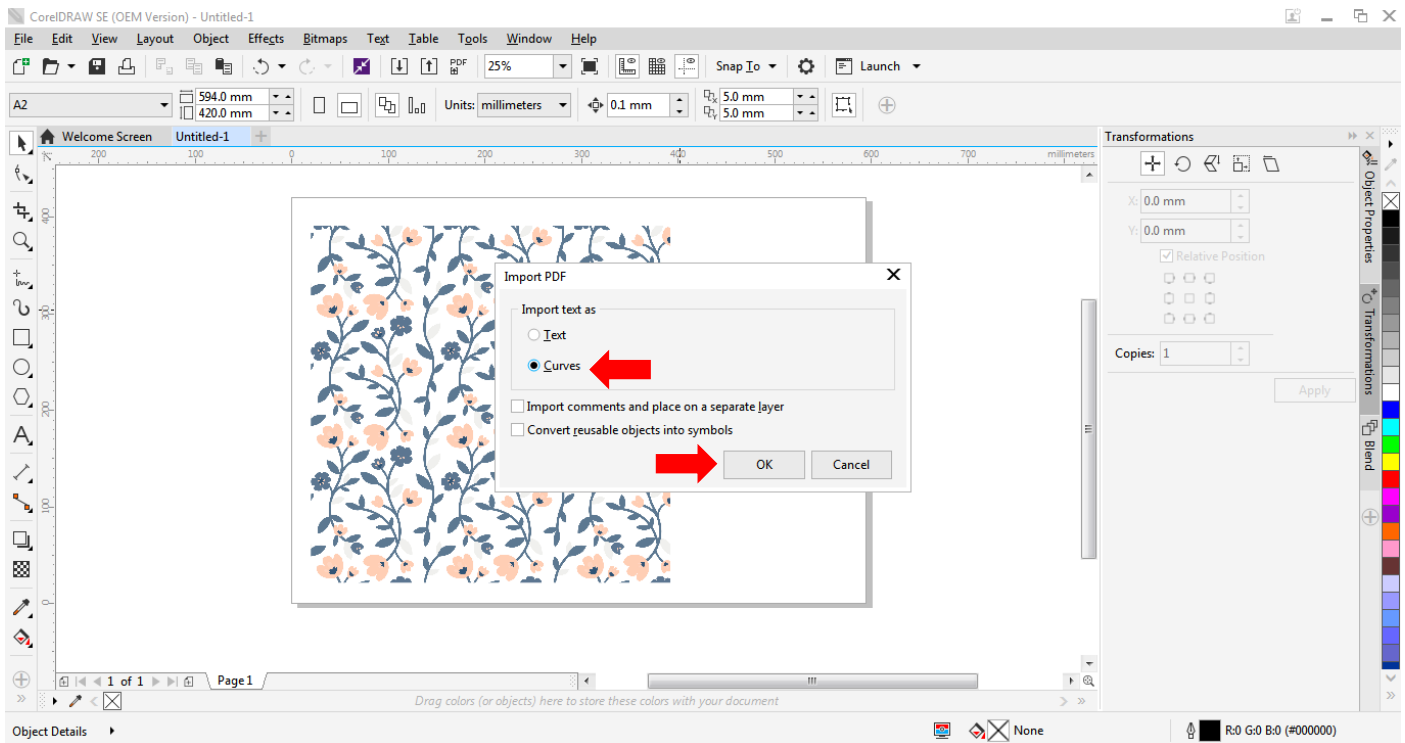 CorelDRAW SE (OEM Version) - Untitled-1
File Edit View Layout Object Effects Bitmaps Text Table Tools Window Help
PDF 25% Snap To Launch
A2 594.0 mm 420.0 mm Units: millimeters 0.1 mm 5.0 mm 5.0 mm
Welcome Screen Untitled-1 Transformations
200 100 0 100 200 300 400 500 600 700 millimeters
400
300
200
100
0
X: 0.0 mm
Y: 0.0 mm
Relative Position
Copies: 1
Apply
Object Properties
Transformations
Blend
Import PDF
Import text as
Text
Curves
Import comments and place on a separate layer
Convert reusable objects into symbols
OK Cancel
1 of 1 Page 1
Drag colors (or objects) here to store these colors with your document
Object Details None R:0 G:0 B:0 (#000000)